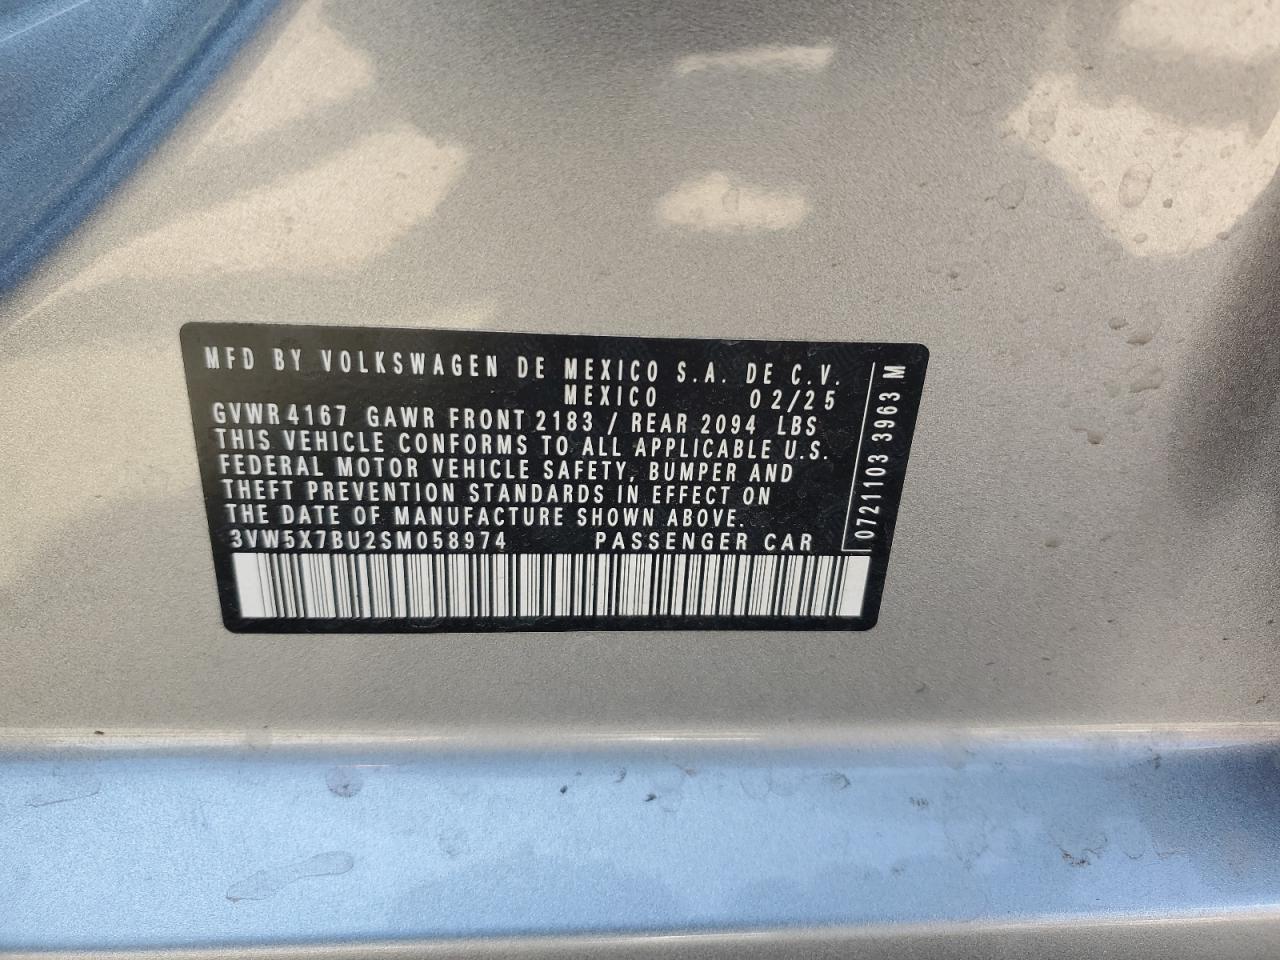 MFD BY VOLKSWAGEN DE MEXICO S.A. DE C.V.
MEXICO 02/25
GVWR 4167 GAWR FRONT 2183 / REAR 2094 LBS
THIS VEHICLE CONFORMS TO ALL APPLICABLE U.S.
FEDERAL MOTOR VEHICLE SAFETY, BUMPER AND
THEFT PREVENTION STANDARDS IN EFFECT ON
THE DATE OF MANUFACTURE SHOWN ABOVE.
3VW5X7BU2SM058974 PASSENGER CAR
0721103 3963 M